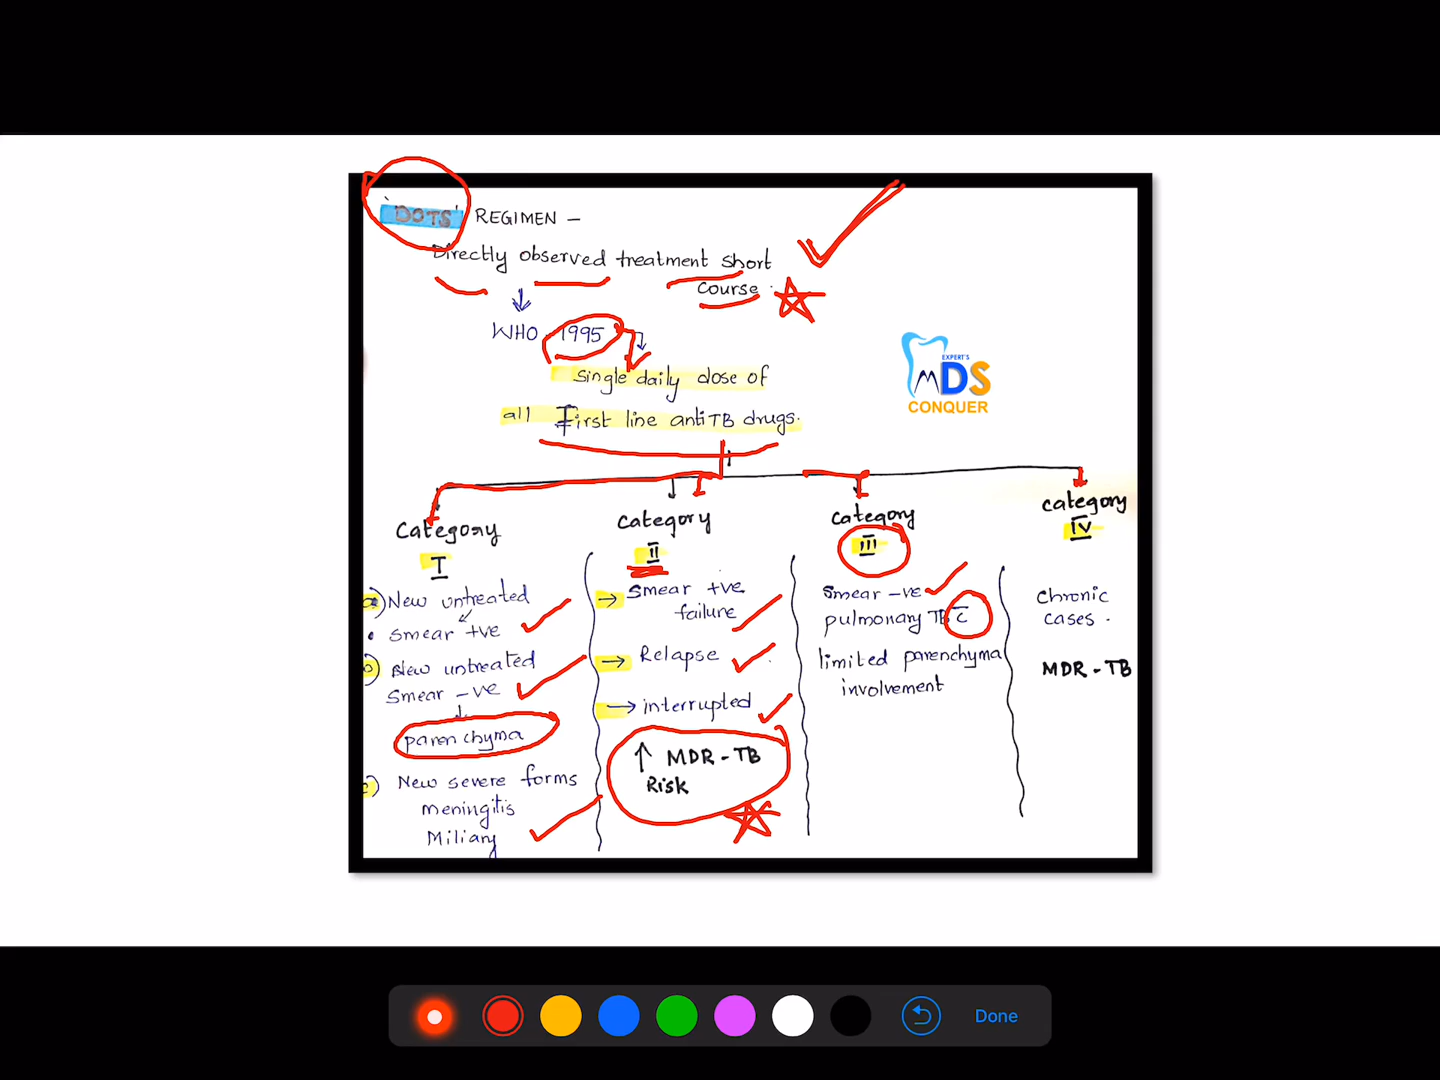 'DOTS' REGIMEN –
Directly observed treatment short
course.
WHO 1995
single daily dose of
all First line anti TB drugs.
EXPERT'S
MDS
CONQUER
Category
I
a) New untreated
• smear +ve
b) New untreated
Smear -ve
parenchyma
c) New severe forms
meningitis
Miliary
Category
II
→ Smear +ve
failure
→ Relapse
→ interrupted
↑ MDR - TB
Risk
Category
III
Smear -ve
pulmonary TB c̄
limited parenchyma
involvement
category
IV
Chronic
cases.
MDR - TB
Done